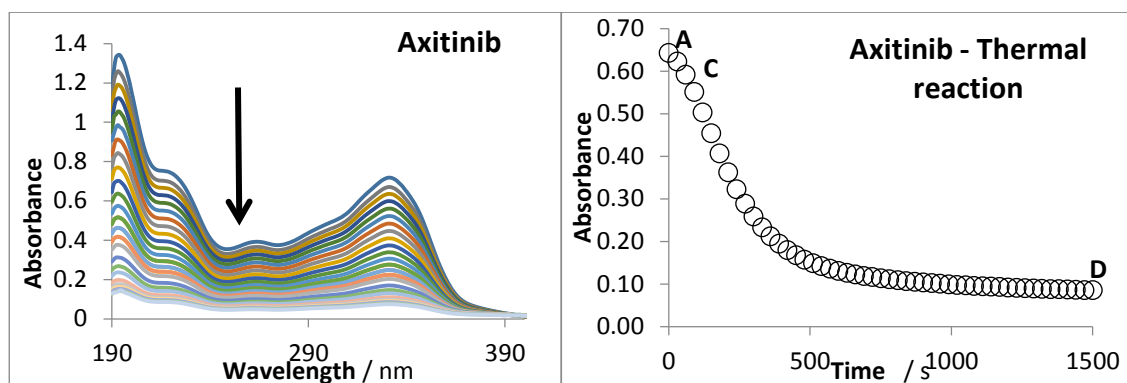 Axitinib
1.4
1.2
1
0.8
0.6
0.4
0.2
0
Absorbance
190
290
390
Wavelength / nm
Axitinib - Thermal
reaction
0.70
0.60
0.50
0.40
0.30
0.20
0.10
0.00
Absorbance
A
C
D
0
500
1000
1500
Time / s